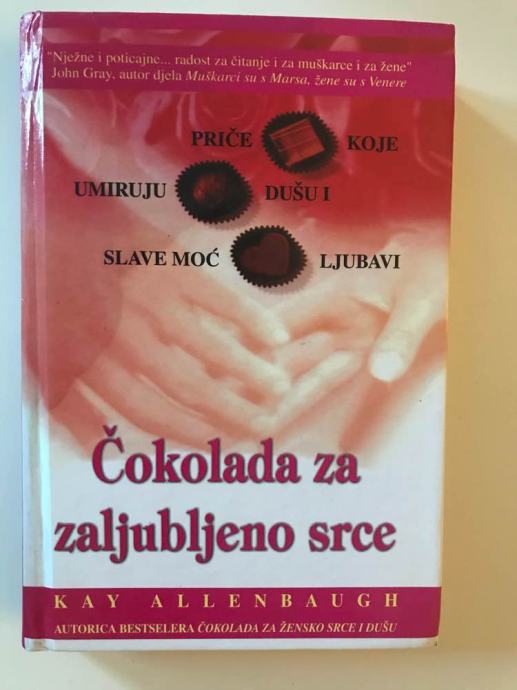 "Nježne i poticajne... radost za čitanje i za muškarce i za žene"
John Gray, autor djela Muškarci su s Marsa, žene su s Venere
PRIČE KOJE
UMIRUJU DUŠU I
SLAVE MOĆ LJUBAVI
Čokolada za
zaljubljeno srce
KAY ALLENBAUGH
AUTORICA BESTSELERA ČOKOLADA ZA ŽENSKO SRCE I DUŠU